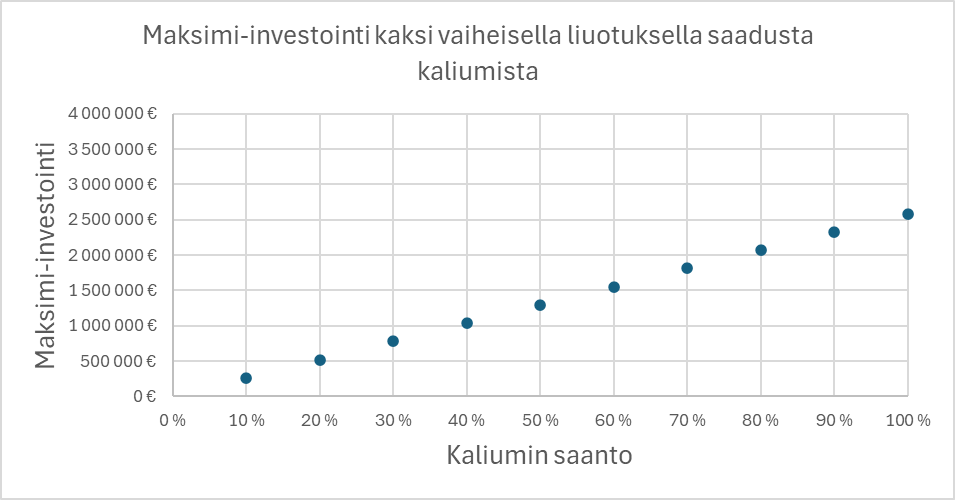 Maksimi-investointi kaksi vaiheisella liuotuksella saadusta
kaliumista
Maksimi-investointi
4 000 000 €
3 500 000 €
3 000 000 €
2 500 000 €
2 000 000 €
1 500 000 €
1 000 000 €
500 000 €
0 €
0 % 10 % 20 % 30 % 40 % 50 % 60 % 70 % 80 % 90 % 100 %
Kaliumin saanto